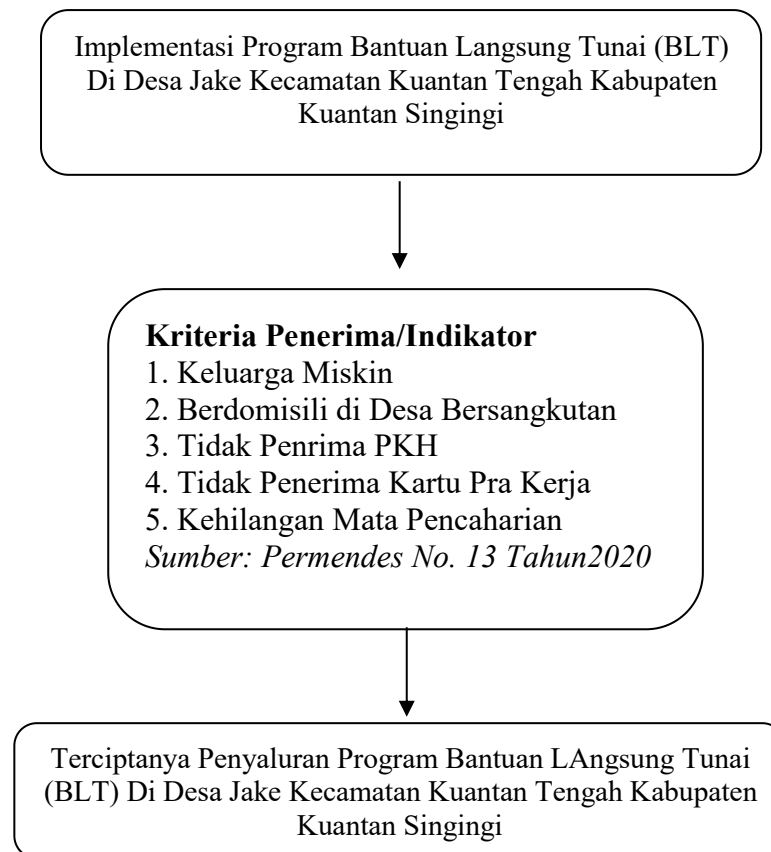 Implementasi Program Bantuan Langsung Tunai (BLT)
Di Desa Jake Kecamatan Kuantan Tengah Kabupaten
Kuantan Singingi
Kriteria Penerima/Indikator
1. Keluarga Miskin
2. Berdomisili di Desa Bersangkutan
3. Tidak Penrima PKH
4. Tidak Penerima Kartu Pra Kerja
5. Kehilangan Mata Pencaharian
Sumber: Permendes No. 13 Tahun2020
Terciptanya Penyaluran Program Bantuan LAngsung Tunai
(BLT) Di Desa Jake Kecamatan Kuantan Tengah Kabupaten
Kuantan Singingi